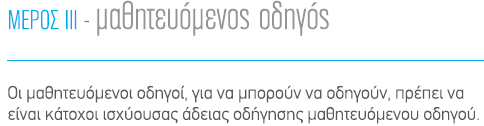 ΜΕΡΟΣ ΙΙΙ - μαθητευόμενος οδηγός
Οι μαθητευόμενοι οδηγοί, για να μπορούν να οδηγούν, πρέπει να
είναι κάτοχοι ισχύουσας άδειας οδήγησης μαθητευόμενου οδηγού.